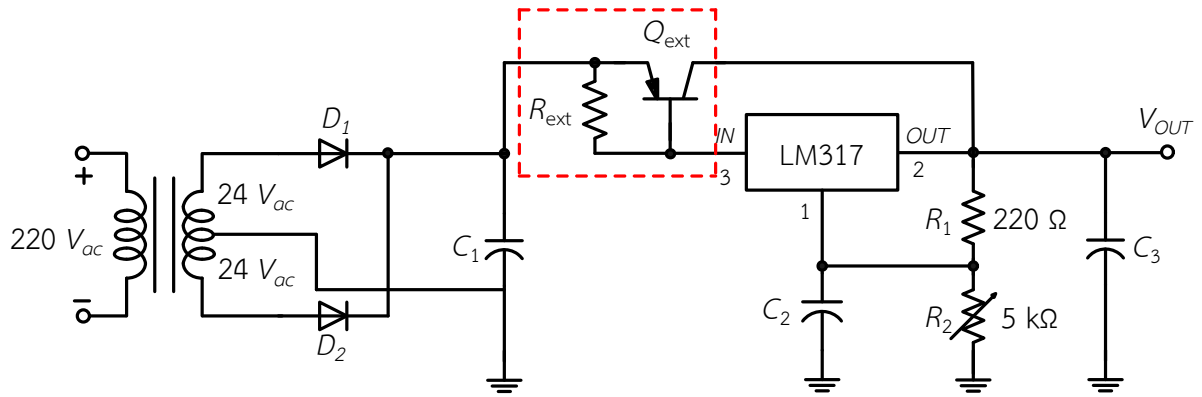 Q_ext
R_ext
D_1
IN
3
LM317
OUT
2
V_OUT
+
24 V_ac
220 V_ac
24 V_ac
−
D_2
C_1
1
R_1
220 Ω
C_2
R_2
5 kΩ
C_3